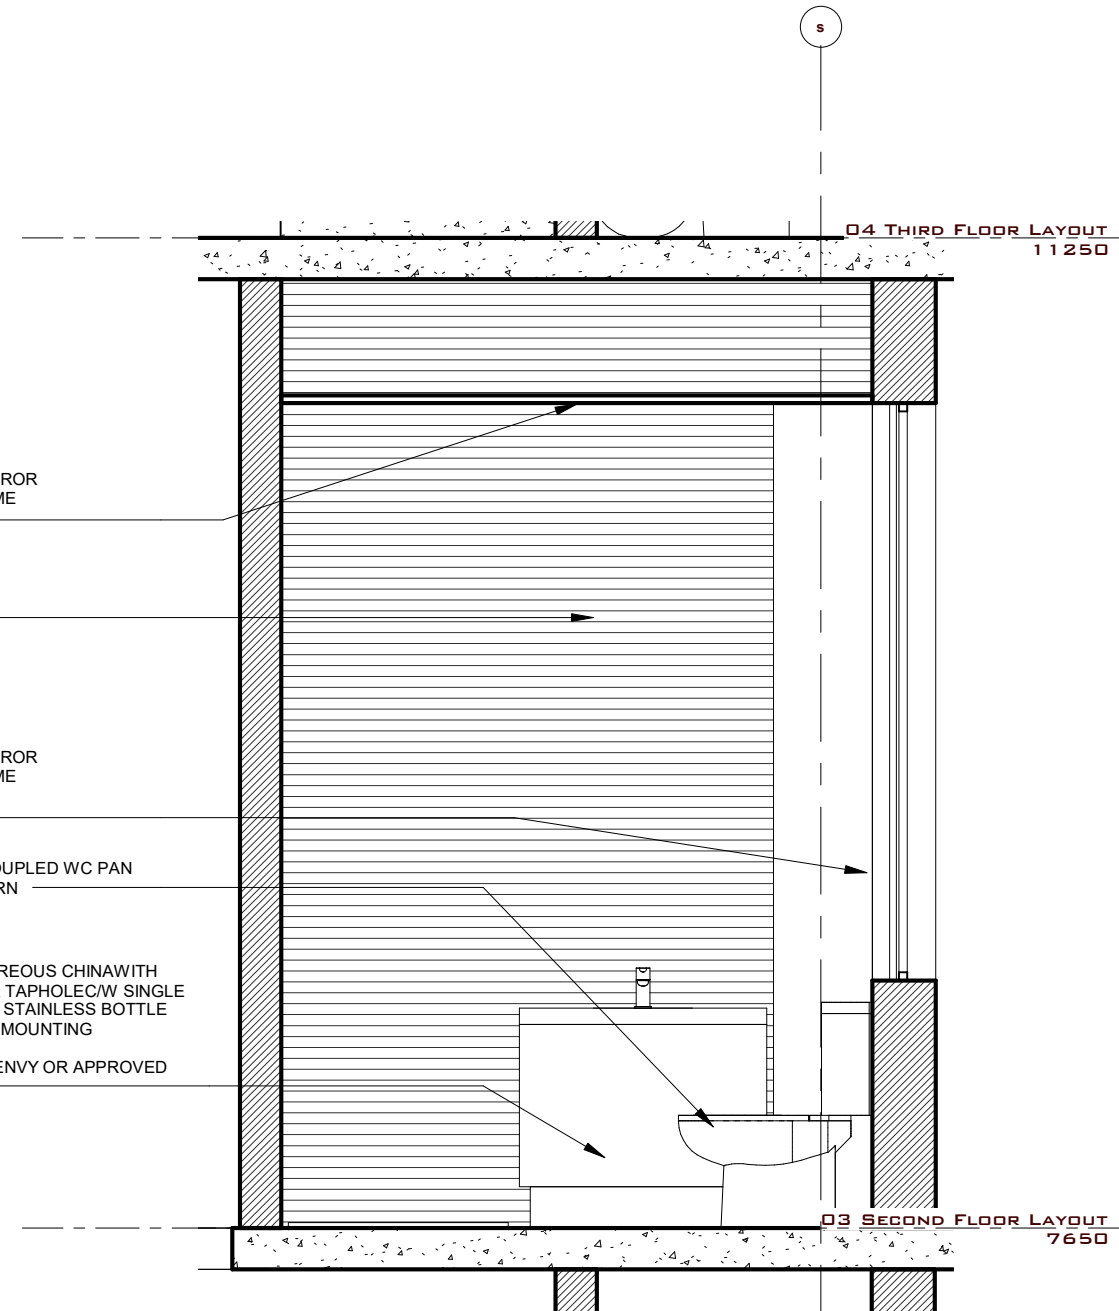 s
04 Third Floor Layout
11250
ROR
ME
ROR
ME
OUPLED WC PAN
RN
REOUS CHINAWITH
TAPHOLEC/W SINGLE
STAINLESS BOTTLE
MOUNTING
ENVY OR APPROVED
03 Second Floor Layout
7650